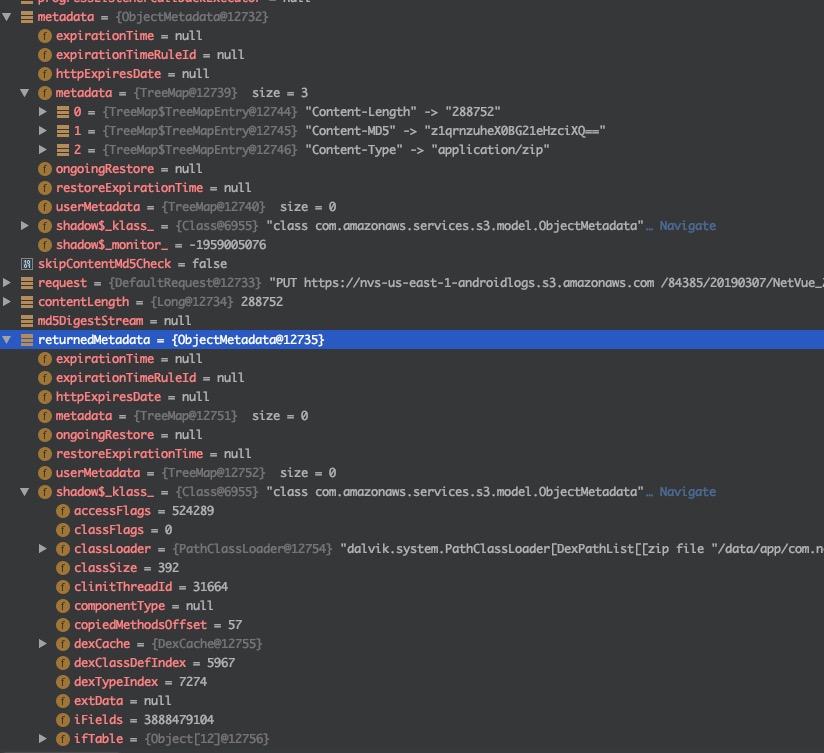 metadata = {ObjectMetadata@12732}
expirationTime = null
expirationTimeRuleId = null
httpExpiresDate = null
metadata = {TreeMap@12739} size = 3
0 = {TreeMap$TreeMapEntry@12744} "Content-Length" -> "288752"
1 = {TreeMap$TreeMapEntry@12745} "Content-MD5" -> "z1qrnzuheX0BG21eHzciXQ=="
2 = {TreeMap$TreeMapEntry@12746} "Content-Type" -> "application/zip"
ongoingRestore = null
restoreExpirationTime = null
userMetadata = {TreeMap@12740} size = 0
shadow$_klass_ = {Class@6955} "class com.amazonaws.services.s3.model.ObjectMetadata"... Navigate
shadow$_monitor_ = -1959005076
skipContentMd5Check = false
request = {DefaultRequest@12733} "PUT https://nvs-us-east-1-androidlogs.s3.amazonaws.com /84385/20190307/NetVue_
contentLength = {Long@12734} 288752
md5DigestStream = null
returnedMetadata = {ObjectMetadata@12735}
expirationTime = null
expirationTimeRuleId = null
httpExpiresDate = null
metadata = {TreeMap@12751} size = 0
ongoingRestore = null
restoreExpirationTime = null
userMetadata = {TreeMap@12752} size = 0
shadow$_klass_ = {Class@6955} "class com.amazonaws.services.s3.model.ObjectMetadata"... Navigate
accessFlags = 524289
classFlags = 0
classLoader = {PathClassLoader@12754} "dalvik.system.PathClassLoader[DexPathList[[zip file "/data/app/com.n
classSize = 392
clinitThreadId = 31664
componentType = null
copiedMethodsOffset = 57
dexCache = {DexCache@12755}
dexClassDefIndex = 5967
dexTypeIndex = 7274
extData = null
iFields = 3888479104
ifTable = {Object[12]@12756}